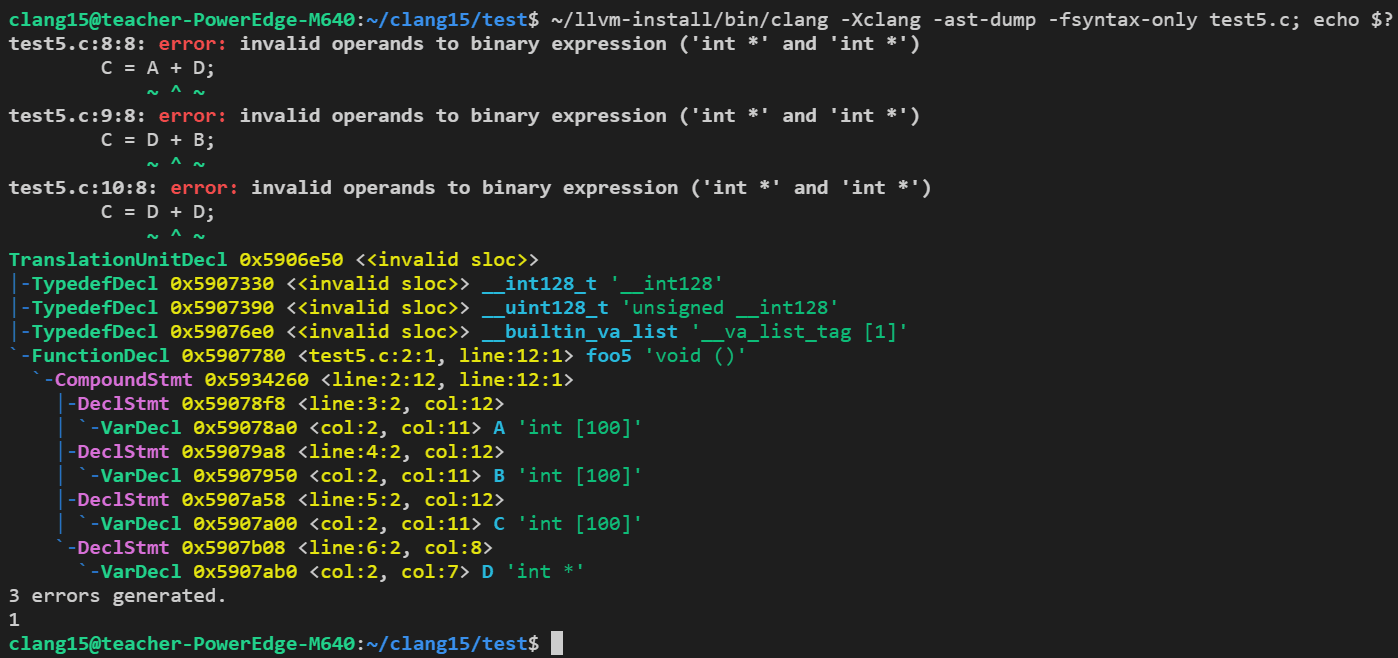 clang15@teacher-PowerEdge-M640:~/clang15/test$ ~/llvm-install/bin/clang -Xclang -ast-dump -fsyntax-only test5.c; echo $?
test5.c:8:8: error: invalid operands to binary expression ('int *' and 'int *')
        C = A + D;
            ~ ^ ~
test5.c:9:8: error: invalid operands to binary expression ('int *' and 'int *')
        C = D + B;
            ~ ^ ~
test5.c:10:8: error: invalid operands to binary expression ('int *' and 'int *')
        C = D + D;
            ~ ^ ~
TranslationUnitDecl 0x5906e50 <<invalid sloc>>
|-TypedefDecl 0x5907330 <<invalid sloc>> __int128_t '__int128'
|-TypedefDecl 0x5907390 <<invalid sloc>> __uint128_t 'unsigned __int128'
|-TypedefDecl 0x59076e0 <<invalid sloc>> __builtin_va_list '__va_list_tag [1]'
`-FunctionDecl 0x5907780 <test5.c:2:1, line:12:1> foo5 'void ()'
  `-CompoundStmt 0x5934260 <line:2:12, line:12:1>
    |-DeclStmt 0x59078f8 <line:3:2, col:12>
    | `-VarDecl 0x59078a0 <col:2, col:11> A 'int [100]'
    |-DeclStmt 0x59079a8 <line:4:2, col:12>
    | `-VarDecl 0x5907950 <col:2, col:11> B 'int [100]'
    |-DeclStmt 0x5907a58 <line:5:2, col:12>
    | `-VarDecl 0x5907a00 <col:2, col:11> C 'int [100]'
    `-DeclStmt 0x5907b08 <line:6:2, col:8>
      `-VarDecl 0x5907ab0 <col:2, col:7> D 'int *'
3 errors generated.
1
clang15@teacher-PowerEdge-M640:~/clang15/test$